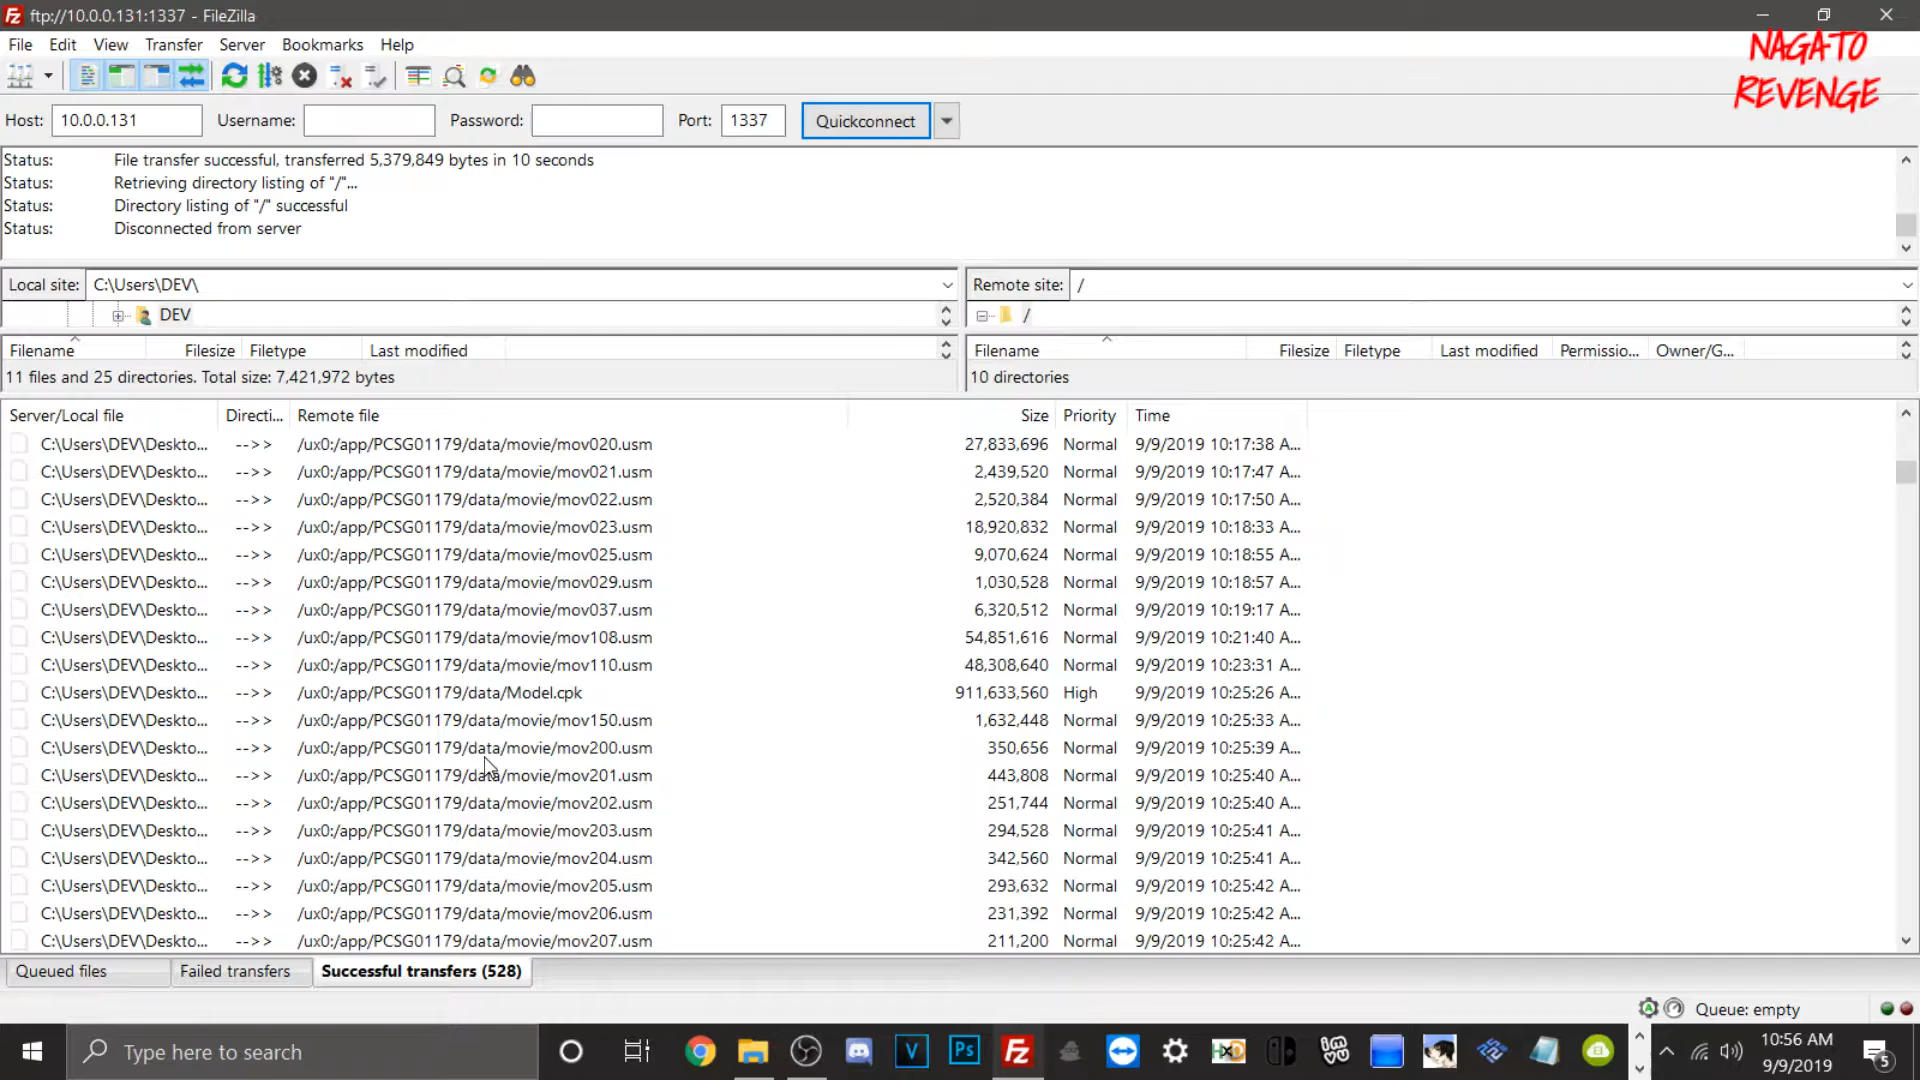 ftp://10.0.0.131:1337 - FileZilla
File Edit View Transfer Server Bookmarks Help
NAGATO
REVENGE
Host: 10.0.0.131 Username: Password: Port: 1337 Quickconnect
Status: File transfer successful, transferred 5,379,849 bytes in 10 seconds
Status: Retrieving directory listing of "/"...
Status: Directory listing of "/" successful
Status: Disconnected from server
Local site: C:\Users\DEV\ Remote site: /
DEV /
Filename Filesize Filetype Last modified Filename Filesize Filetype Last modified Permissio... Owner/G...
11 files and 25 directories. Total size: 7,421,972 bytes 10 directories
Server/Local file Directi... Remote file Size Priority Time
C:\Users\DEV\Deskto... -->> /ux0:/app/PCSG01179/data/movie/mov020.usm 27,833,696 Normal 9/9/2019 10:17:38 A...
C:\Users\DEV\Deskto... -->> /ux0:/app/PCSG01179/data/movie/mov021.usm 2,439,520 Normal 9/9/2019 10:17:47 A...
C:\Users\DEV\Deskto... -->> /ux0:/app/PCSG01179/data/movie/mov022.usm 2,520,384 Normal 9/9/2019 10:17:50 A...
C:\Users\DEV\Deskto... -->> /ux0:/app/PCSG01179/data/movie/mov023.usm 18,920,832 Normal 9/9/2019 10:18:33 A...
C:\Users\DEV\Deskto... -->> /ux0:/app/PCSG01179/data/movie/mov025.usm 9,070,624 Normal 9/9/2019 10:18:55 A...
C:\Users\DEV\Deskto... -->> /ux0:/app/PCSG01179/data/movie/mov029.usm 1,030,528 Normal 9/9/2019 10:18:57 A...
C:\Users\DEV\Deskto... -->> /ux0:/app/PCSG01179/data/movie/mov037.usm 6,320,512 Normal 9/9/2019 10:19:17 A...
C:\Users\DEV\Deskto... -->> /ux0:/app/PCSG01179/data/movie/mov108.usm 54,851,616 Normal 9/9/2019 10:21:40 A...
C:\Users\DEV\Deskto... -->> /ux0:/app/PCSG01179/data/movie/mov110.usm 48,308,640 Normal 9/9/2019 10:23:31 A...
C:\Users\DEV\Deskto... -->> /ux0:/app/PCSG01179/data/Model.cpk 911,633,560 High 9/9/2019 10:25:26 A...
C:\Users\DEV\Deskto... -->> /ux0:/app/PCSG01179/data/movie/mov150.usm 1,632,448 Normal 9/9/2019 10:25:33 A...
C:\Users\DEV\Deskto... -->> /ux0:/app/PCSG01179/data/movie/mov200.usm 350,656 Normal 9/9/2019 10:25:39 A...
C:\Users\DEV\Deskto... -->> /ux0:/app/PCSG01179/data/movie/mov201.usm 443,808 Normal 9/9/2019 10:25:40 A...
C:\Users\DEV\Deskto... -->> /ux0:/app/PCSG01179/data/movie/mov202.usm 251,744 Normal 9/9/2019 10:25:40 A...
C:\Users\DEV\Deskto... -->> /ux0:/app/PCSG01179/data/movie/mov203.usm 294,528 Normal 9/9/2019 10:25:41 A...
C:\Users\DEV\Deskto... -->> /ux0:/app/PCSG01179/data/movie/mov204.usm 342,560 Normal 9/9/2019 10:25:41 A...
C:\Users\DEV\Deskto... -->> /ux0:/app/PCSG01179/data/movie/mov205.usm 293,632 Normal 9/9/2019 10:25:42 A...
C:\Users\DEV\Deskto... -->> /ux0:/app/PCSG01179/data/movie/mov206.usm 231,392 Normal 9/9/2019 10:25:42 A...
C:\Users\DEV\Deskto... -->> /ux0:/app/PCSG01179/data/movie/mov207.usm 211,200 Normal 9/9/2019 10:25:42 A...
Queued files Failed transfers Successful transfers (528)
Queue: empty
Type here to search
10:56 AM
9/9/2019
5